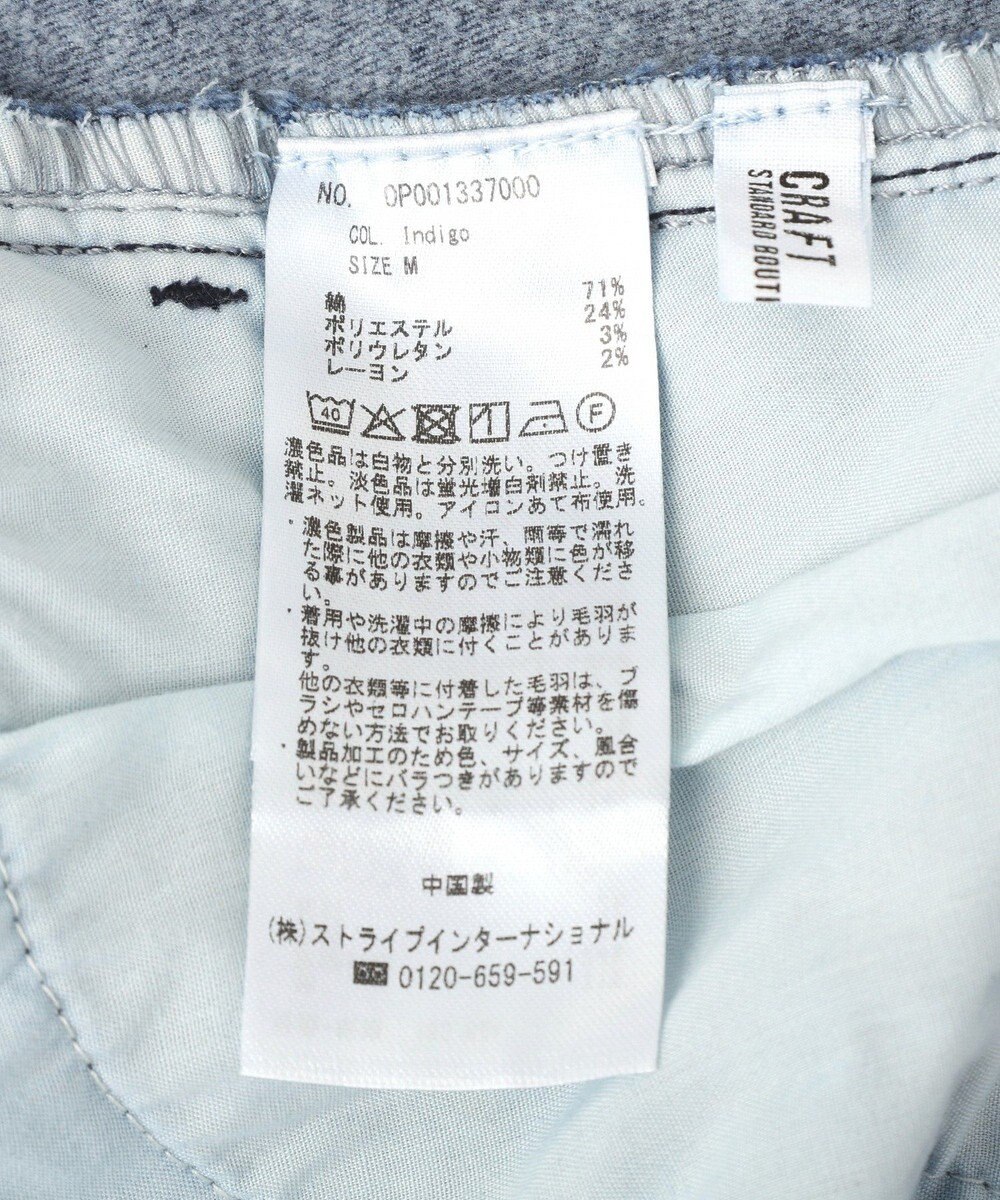 NO. OP001337000
COL. Indigo
SIZE M
綿 71%
ポリエステル 24%
ポリウレタン 3%
レーヨン 2%
40
F
濃色品は白物と分別洗い。つけ置き
禁止。淡色品は蛍光増白剤禁止。洗
濯ネット使用。アイロンあて布使用。
・濃色製品は摩擦や汗、雨等で濡れ
た際に他の衣類や小物類に色が移
る事がありますのでご注意くださ
い。
・着用や洗濯中の摩擦により毛羽が
抜け他の衣類に付くことがありま
す。
他の衣類等に付着した毛羽は、ブ
ラシやセロハンテープ等素材を傷
めない方法でお取りください。
・製品加工のため色、サイズ、風合
いなどにバラつきがありますので
ご了承ください。
中国製
(株)ストライプインターナショナル
0120-659-591
CRAFT
STANDARD BOUTI